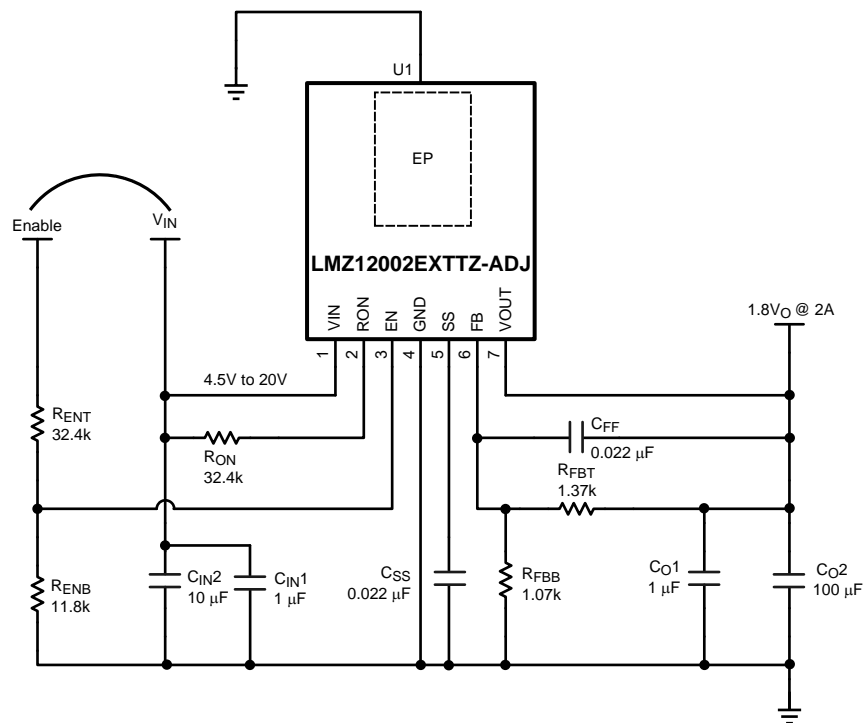 U1
EP
Enable
VIN
LMZ12002EXTTZ-ADJ
VIN
RON
EN
GND
SS
FB
VOUT
1
2
3
4
5
6
7
1.8VO @ 2A
4.5V to 20V
RENT
32.4k
RON
32.4k
CFF
0.022 μF
RFBT
1.37k
RENB
11.8k
CIN2
10 μF
CIN1
1 μF
CSS
0.022 μF
RFBB
1.07k
CO1
1 μF
CO2
100 μF